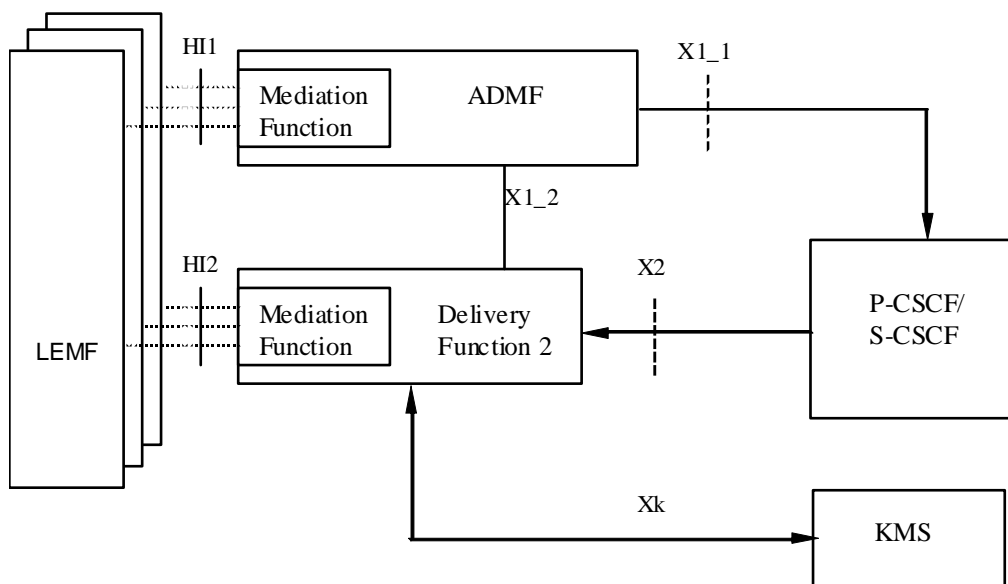 HI1
X1_1
Mediation
Function
ADMF
X1_2
HI2
X2
Mediation
Function
Delivery
Function 2
P-CSCF/
S-CSCF
LEMF
Xk
KMS